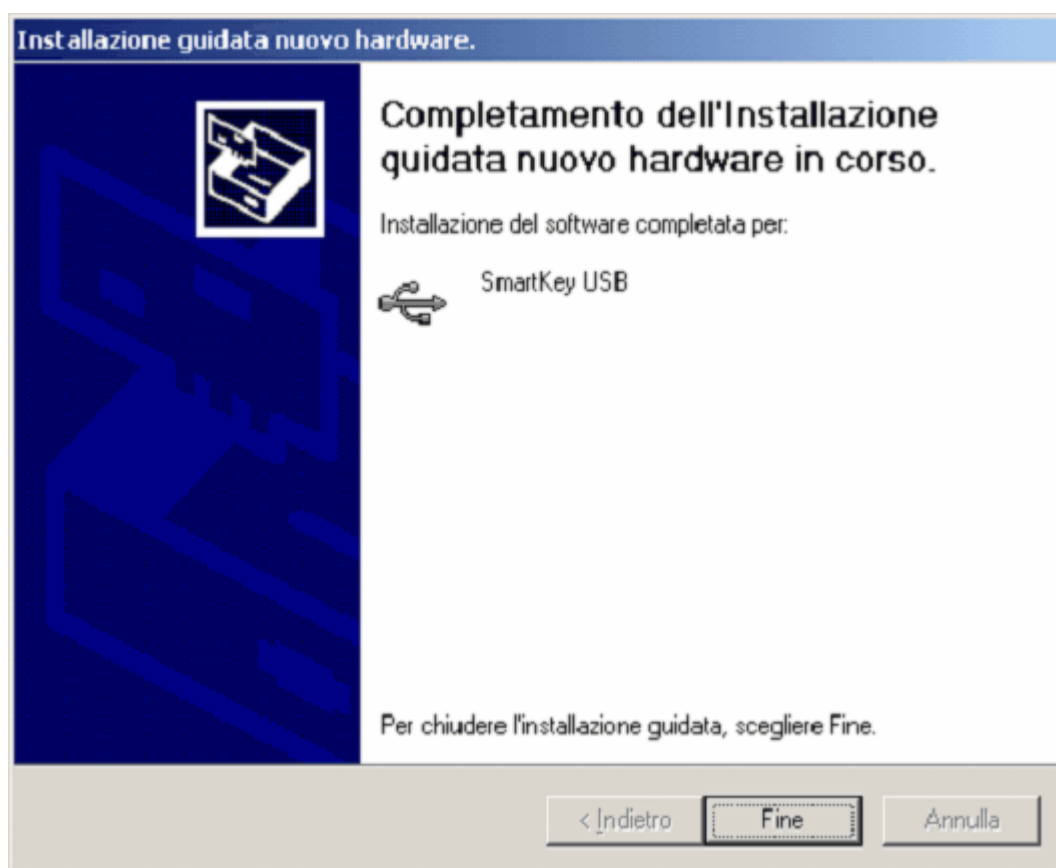 Installazione guidata nuovo hardware.
Completamento dell'Installazione
guidata nuovo hardware in corso.
Installazione del software completata per:
SmartKey USB
Per chiudere l'installazione guidata, scegliere Fine.
< Indietro Fine Annulla